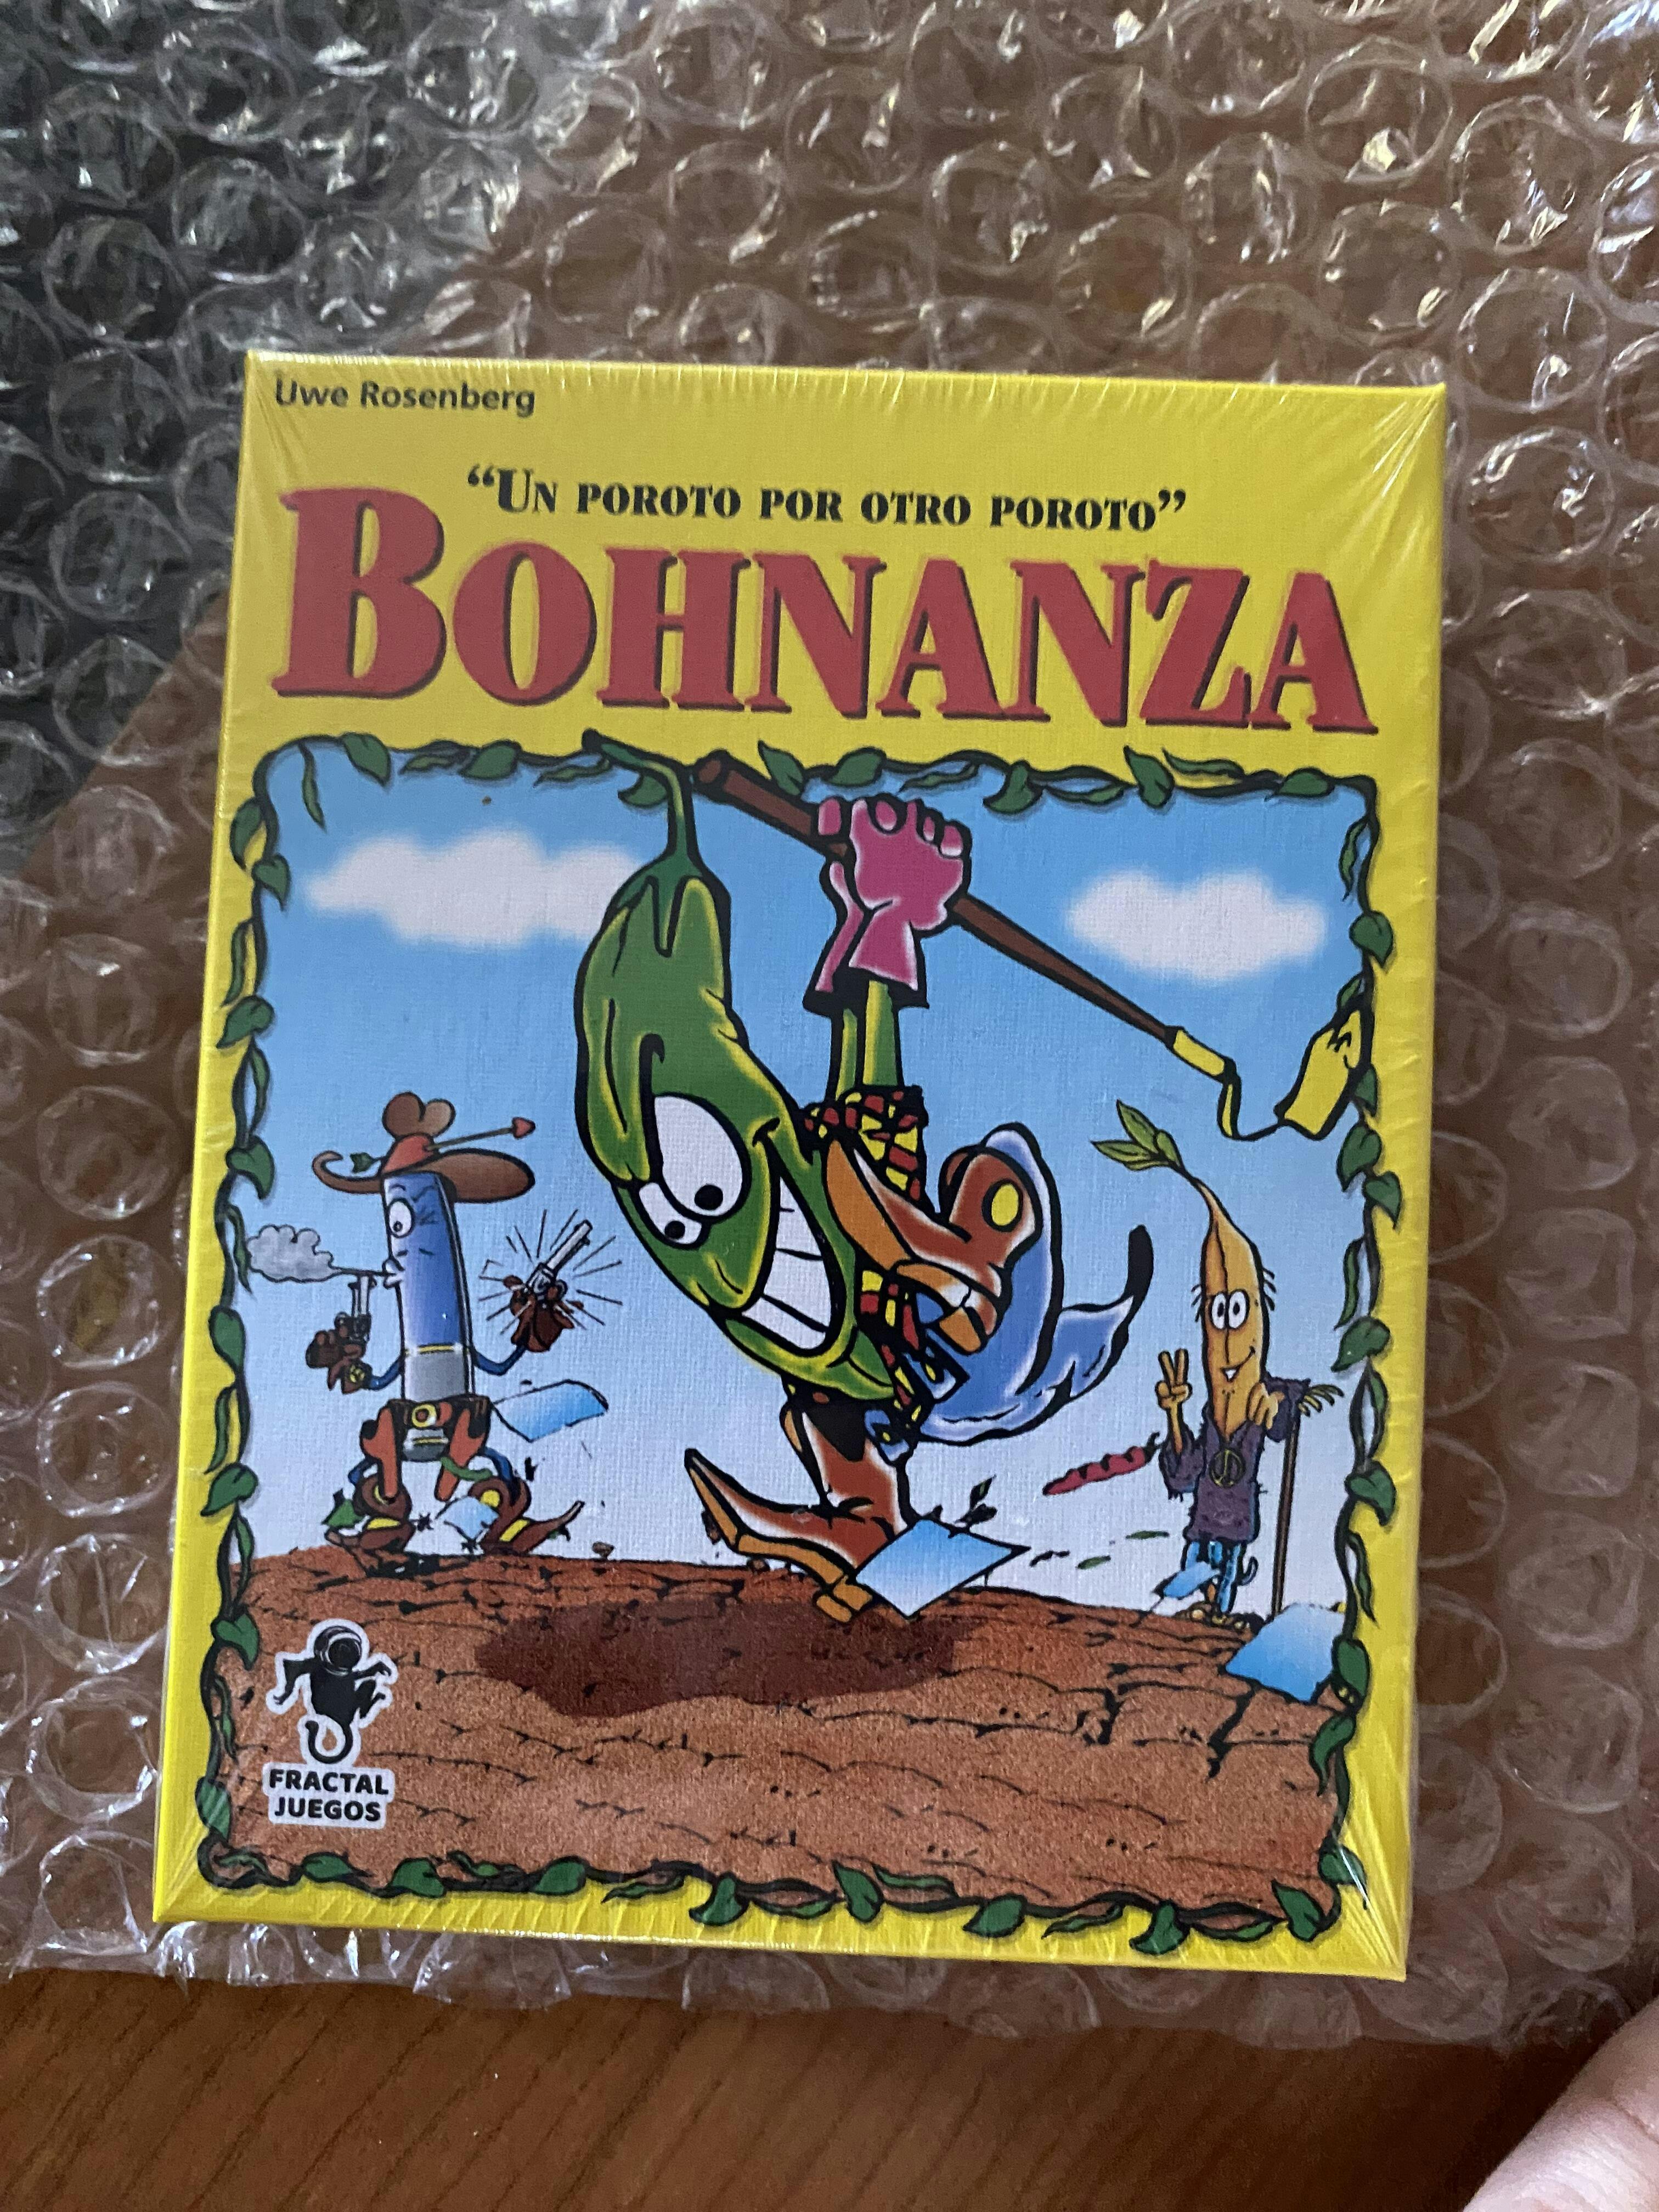 Uwe Rosenberg
“Un poroto por otro poroto”
Bohnanza
FRACTAL
JUEGOS